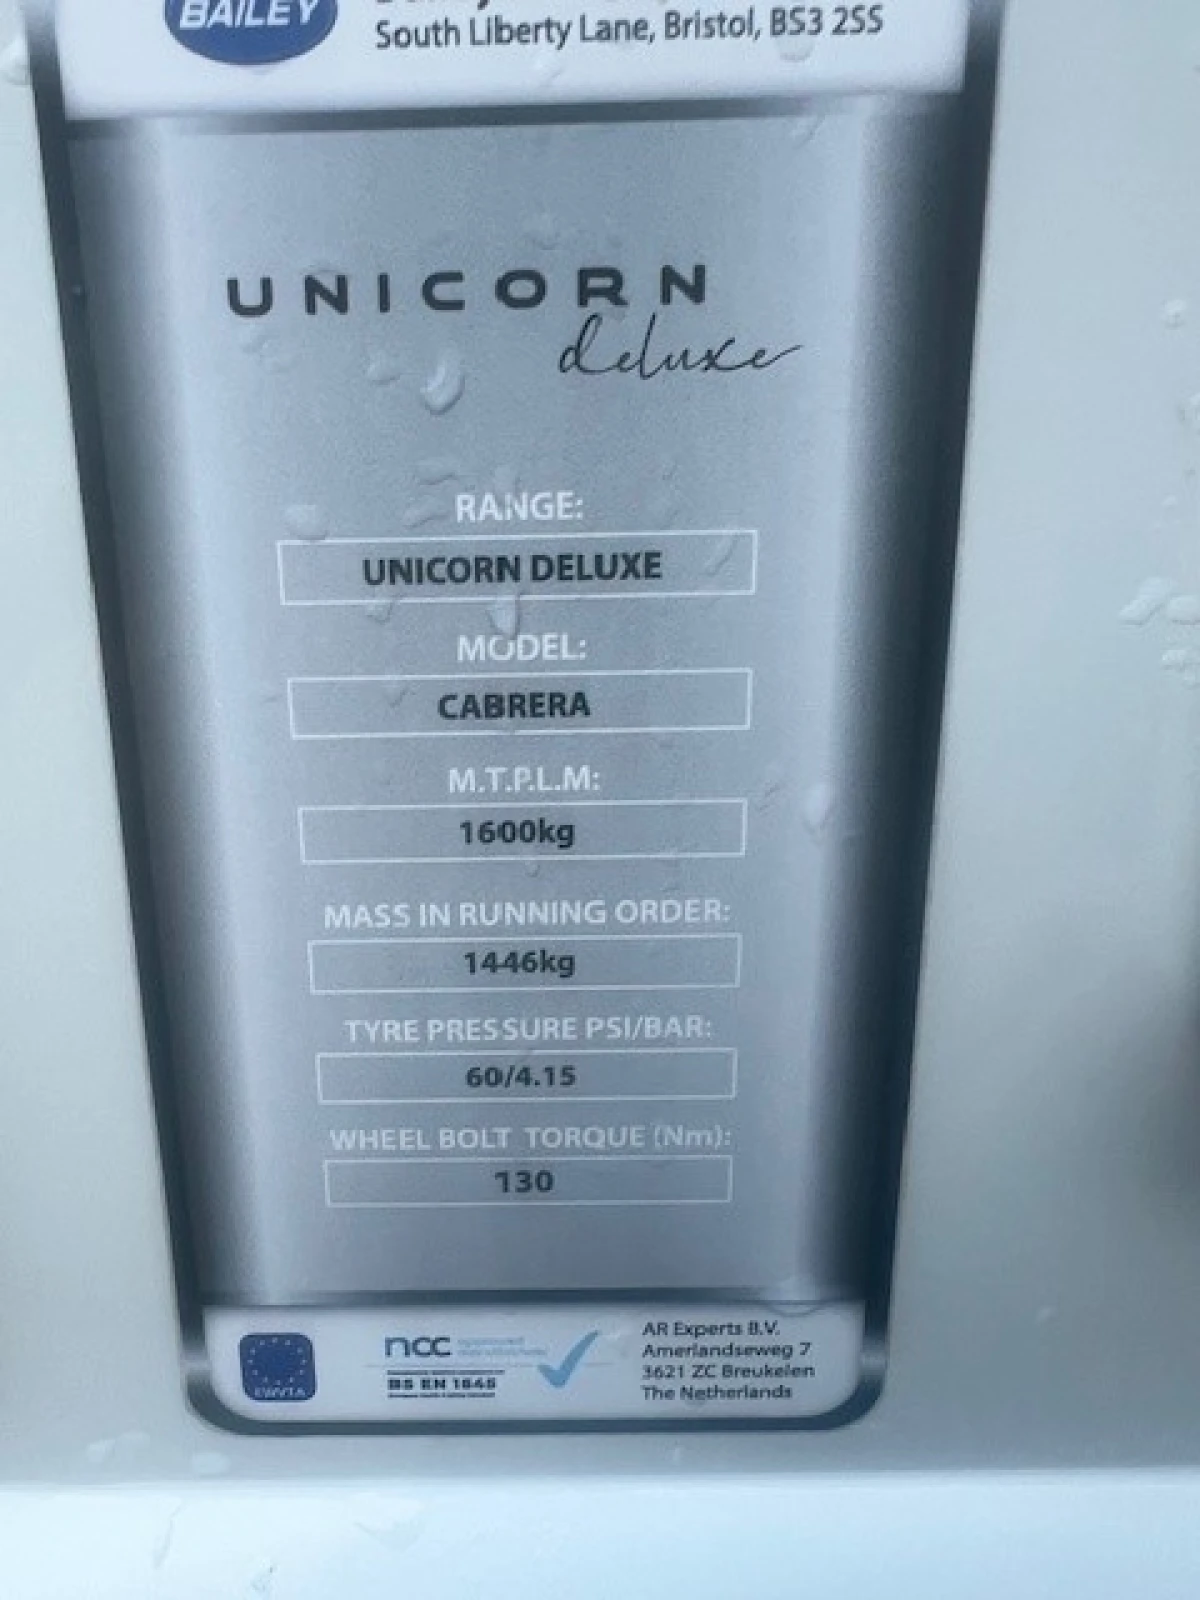 BAILEY
South Liberty Lane, Bristol, BS3 2SS
UNICORN
deluxe
RANGE:
UNICORN DELUXE
MODEL:
CABRERA
M.T.P.L.M:
1600kg
MASS IN RUNNING ORDER:
1446kg
TYRE PRESSURE PSI/BAR:
60/4.15
WHEEL BOLT TORQUE (Nm):
130
EWVTA
ncc approved
BS EN 1645
AR Experts B.V.
Amerlandseweg 7
3621 ZC Breukelen
The Netherlands